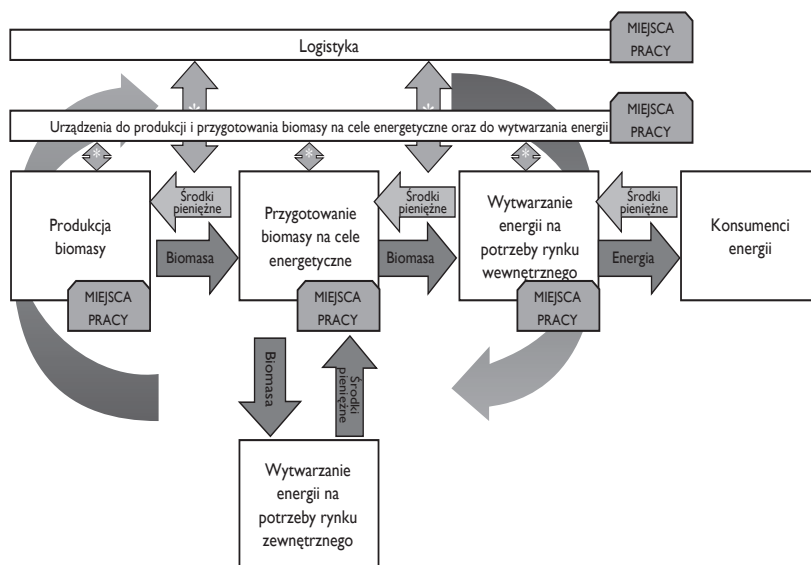 MIEJSCA
PRACY
Logistyka
MIEJSCA
PRACY
Urządzenia do produkcji i przygotowania biomasy na cele energetyczne oraz do wytwarzania energii
*
*
*
*
*
Produkcja
biomasy
MIEJSCA
PRACY
Środki
pieniężne
Biomasa
Przygotowanie
biomasy na cele
energetyczne
MIEJSCA
PRACY
Środki
pieniężne
Biomasa
Wytwarzanie
energii na
potrzeby rynku
wewnętrznego
MIEJSCA
PRACY
Środki
pieniężne
Energia
Konsumenci
energii
Biomasa
Środki
pieniężne
Wytwarzanie
energii na
potrzeby rynku
zewnętrznego